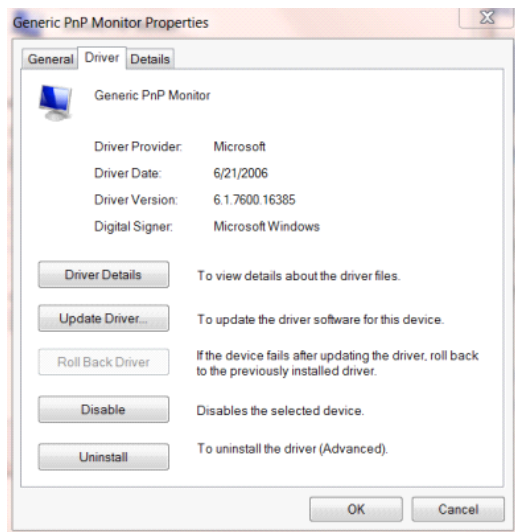 Generic PnP Monitor Properties
General Driver Details
Generic PnP Monitor
Driver Provider: Microsoft
Driver Date: 6/21/2006
Driver Version: 6.1.7600.16385
Digital Signer: Microsoft Windows
Driver Details To view details about the driver files.
Update Driver... To update the driver software for this device.
Roll Back Driver If the device fails after updating the driver, roll back
to the previously installed driver.
Disable Disables the selected device.
Uninstall To uninstall the driver (Advanced).
OK Cancel